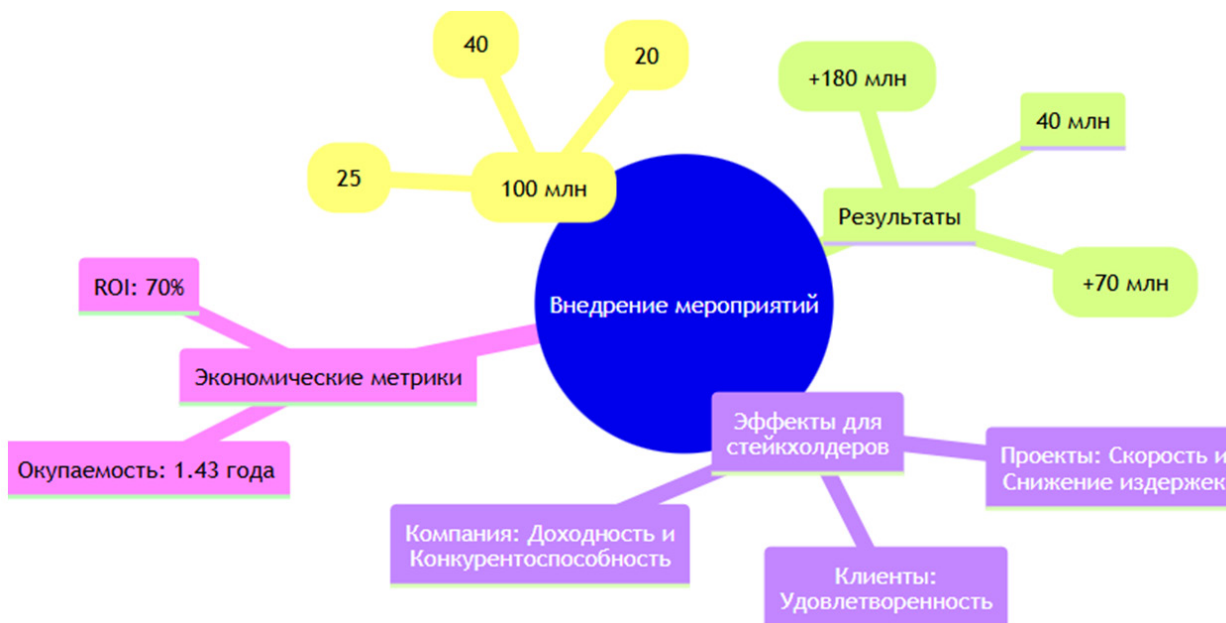 40
20
25
100 млн
+180 млн
40 млн
Результаты
+70 млн
ROI: 70%
Внедрение мероприятий
Экономические метрики
Окупаемость: 1.43 года
Эффекты для
стейкхолдеров
Проекты: Скорость и
Снижение издержек
Компания: Доходность и
Конкурентоспособность
Клиенты:
Удовлетворенность